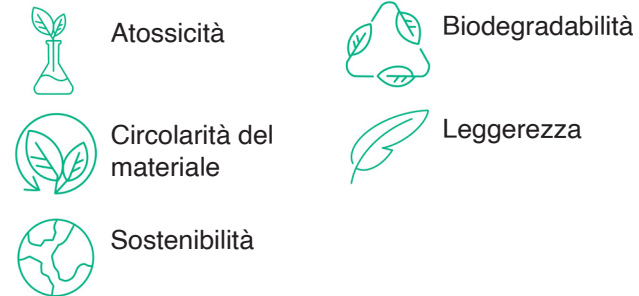 Atossicità
Circolarità del
materiale
Sostenibilità
Biodegradabilità
Leggerezza